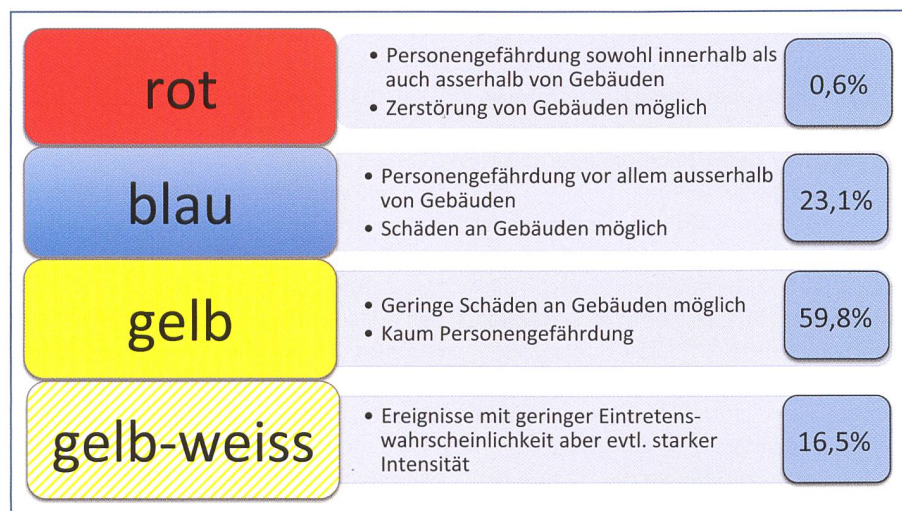 rot
• Personengefährdung sowohl innerhalb als
auch asserhalb von Gebäuden
• Zerstörung von Gebäuden möglich
0,6%
blau
• Personengefährdung vor allem ausserhalb
von Gebäuden
• Schäden an Gebäuden möglich
23,1%
gelb
• Geringe Schäden an Gebäuden möglich
• Kaum Personengefährdung
59,8%
gelb-weiss
• Ereignisse mit geringer Eintretens-
wahrscheinlichkeit aber evtl. starker
Intensität
16,5%